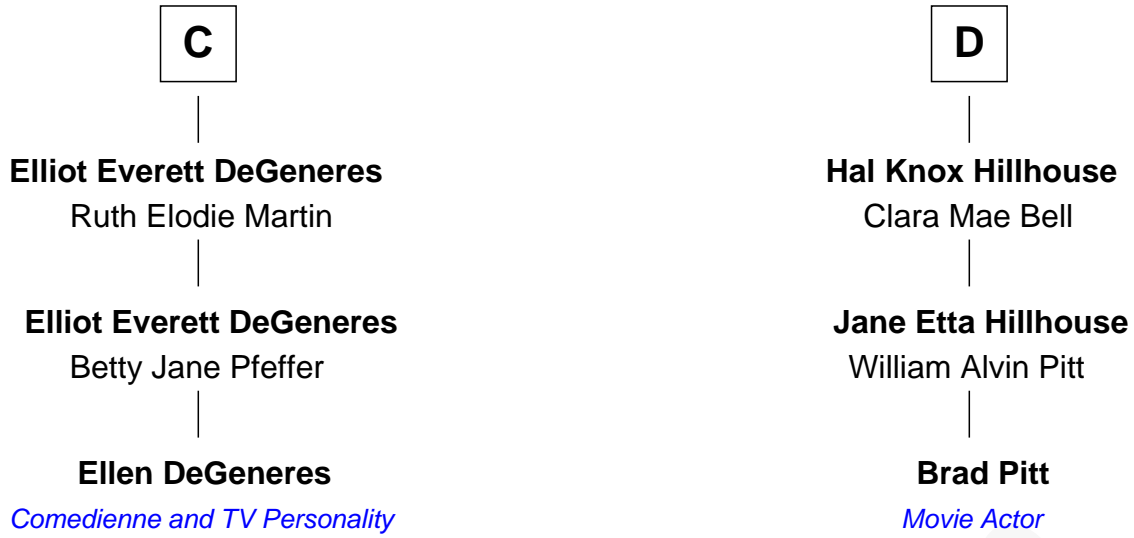 C
Elliot Everett DeGeneres
Ruth Elodie Martin
Elliot Everett DeGeneres
Betty Jane Pfeffer
Ellen DeGeneres
Comedienne and TV Personality
D
Hal Knox Hillhouse
Clara Mae Bell
Jane Etta Hillhouse
William Alvin Pitt
Brad Pitt
Movie Actor